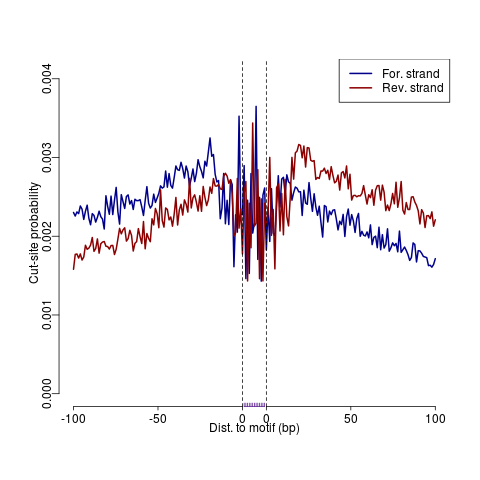 For. strand
Rev. strand
Cut-site probability
0.004
0.003
0.002
0.001
0.000
-100 -50 0 0 50 100
Dist. to motif (bp)